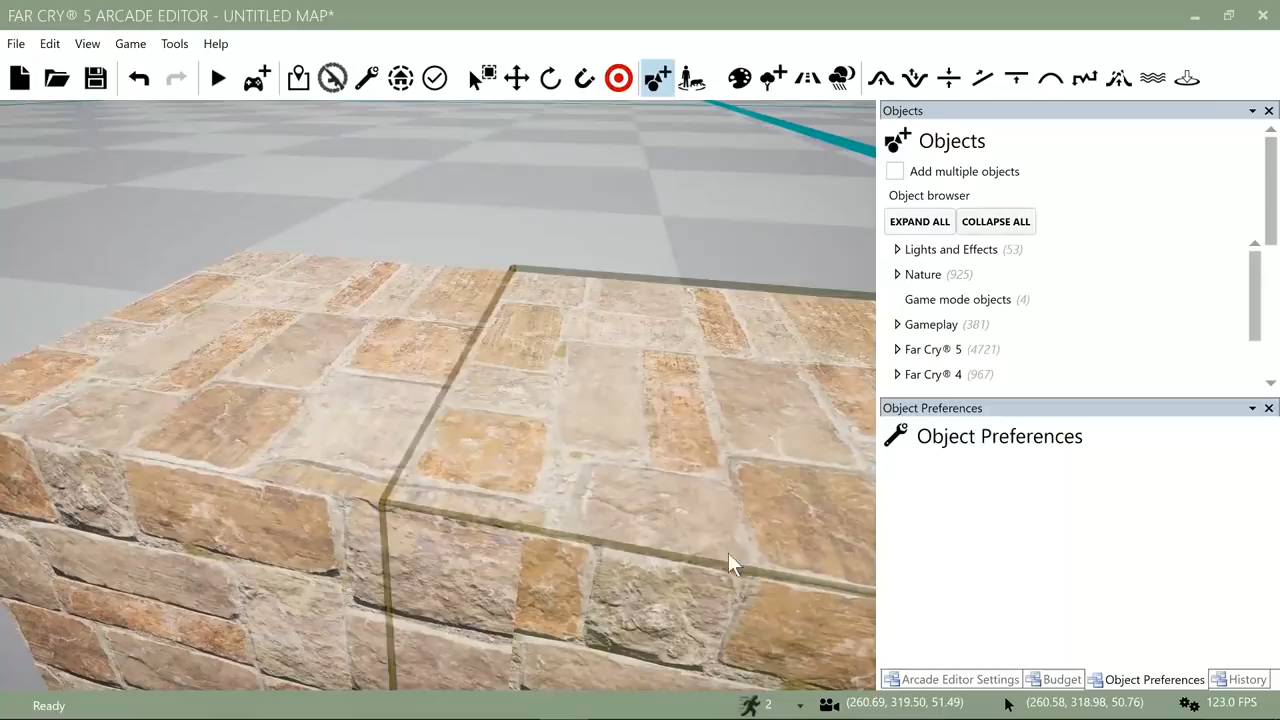 FAR CRY® 5 ARCADE EDITOR - UNTITLED MAP*
File Edit View Game Tools Help
Objects
Objects
Add multiple objects
Object browser
EXPAND ALL COLLAPSE ALL
Lights and Effects (53)
Nature (925)
Game mode objects (4)
Gameplay (381)
Far Cry® 5 (4721)
Far Cry® 4 (967)
Object Preferences
Object Preferences
Arcade Editor Settings Budget Object Preferences History
Ready 2 (260.69, 319.50, 51.49) (260.58, 318.98, 50.76) 123.0 FPS